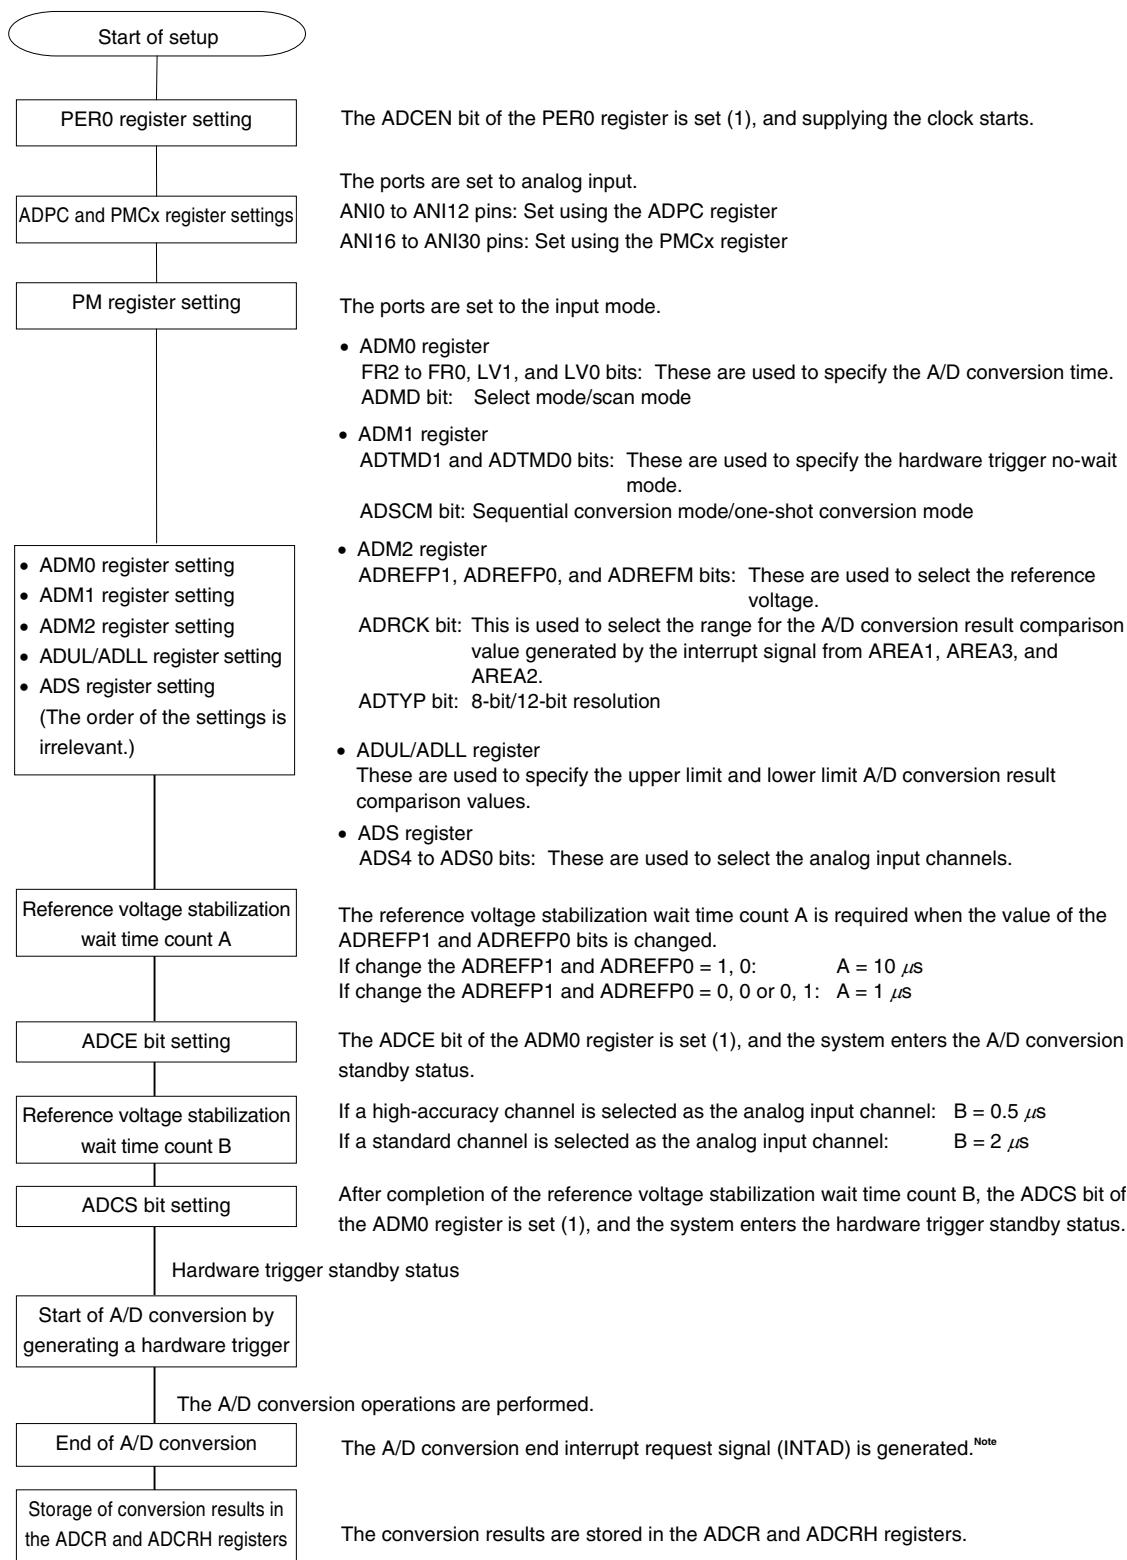 Start of setup
PER0 register setting
The ADCEN bit of the PER0 register is set (1), and supplying the clock starts.
The ports are set to analog input.
ADPC and PMCx register settings
ANI0 to ANI12 pins: Set using the ADPC register
ANI16 to ANI30 pins: Set using the PMCx register
PM register setting
The ports are set to the input mode.
• ADM0 register
FR2 to FR0, LV1, and LV0 bits: These are used to specify the A/D conversion time.
ADMD bit: Select mode/scan mode
• ADM1 register
ADTMD1 and ADTMD0 bits: These are used to specify the hardware trigger no-wait
mode.
ADSCM bit: Sequential conversion mode/one-shot conversion mode
• ADM0 register setting
• ADM1 register setting
• ADM2 register setting
• ADUL/ADLL register setting
• ADS register setting
(The order of the settings is
irrelevant.)
• ADM2 register
ADREFP1, ADREFP0, and ADREFM bits: These are used to select the reference
voltage.
ADRCK bit: This is used to select the range for the A/D conversion result comparison
value generated by the interrupt signal from AREA1, AREA3, and
AREA2.
ADTYP bit: 8-bit/12-bit resolution
• ADUL/ADLL register
These are used to specify the upper limit and lower limit A/D conversion result
comparison values.
• ADS register
ADS4 to ADS0 bits: These are used to select the analog input channels.
Reference voltage stabilization
wait time count A
The reference voltage stabilization wait time count A is required when the value of the
ADREFP1 and ADREFP0 bits is changed.
If change the ADREFP1 and ADREFP0 = 1, 0: A = 10 μs
If change the ADREFP1 and ADREFP0 = 0, 0 or 0, 1: A = 1 μs
ADCE bit setting
The ADCE bit of the ADM0 register is set (1), and the system enters the A/D conversion
standby status.
Reference voltage stabilization
wait time count B
If a high-accuracy channel is selected as the analog input channel: B = 0.5 μs
If a standard channel is selected as the analog input channel: B = 2 μs
ADCS bit setting
After completion of the reference voltage stabilization wait time count B, the ADCS bit of
the ADM0 register is set (1), and the system enters the hardware trigger standby status.
Hardware trigger standby status
Start of A/D conversion by
generating a hardware trigger
The A/D conversion operations are performed.
End of A/D conversion
The A/D conversion end interrupt request signal (INTAD) is generated.Note
Storage of conversion results in
the ADCR and ADCRH registers
The conversion results are stored in the ADCR and ADCRH registers.